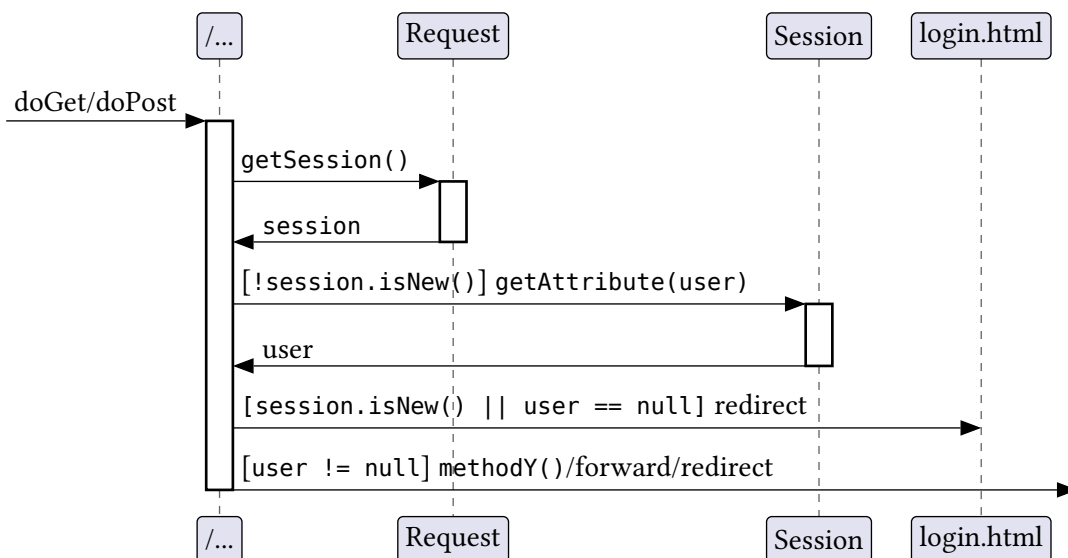 /... Request Session login.html
doGet/doPost
getSession()
session
[!session.isNew()] getAttribute(user)
user
[session.isNew() || user == null] redirect
[user != null] methodY()/forward/redirect
/... Request Session login.html